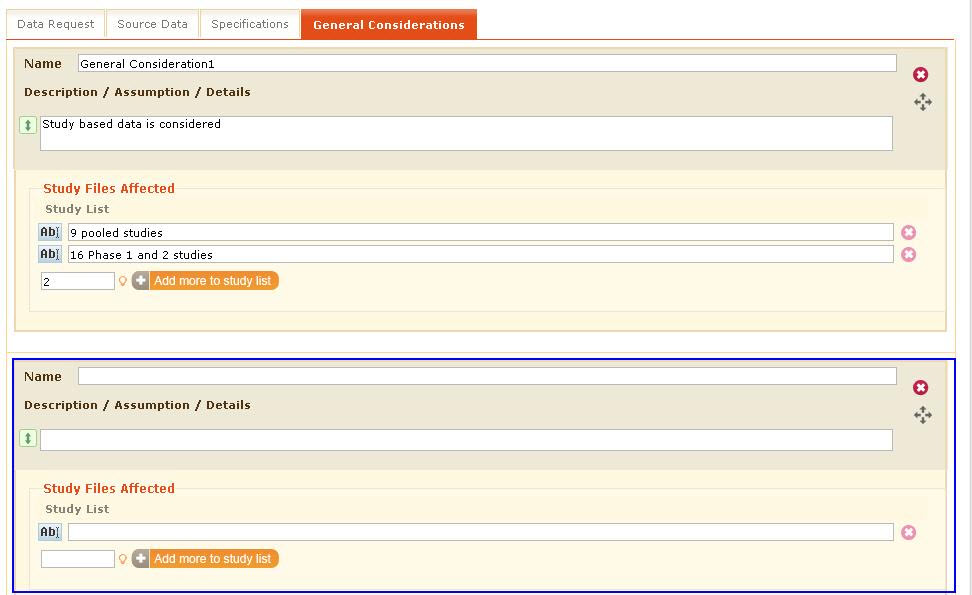 Data Request Source Data Specifications General Considerations
Name General Consideration1
Description / Assumption / Details
Study based data is considered
Study Files Affected
Study List
Ab 9 pooled studies
Ab 16 Phase 1 and 2 studies
2 Add more to study list
Name
Description / Assumption / Details
Study Files Affected
Study List
Ab
Add more to study list